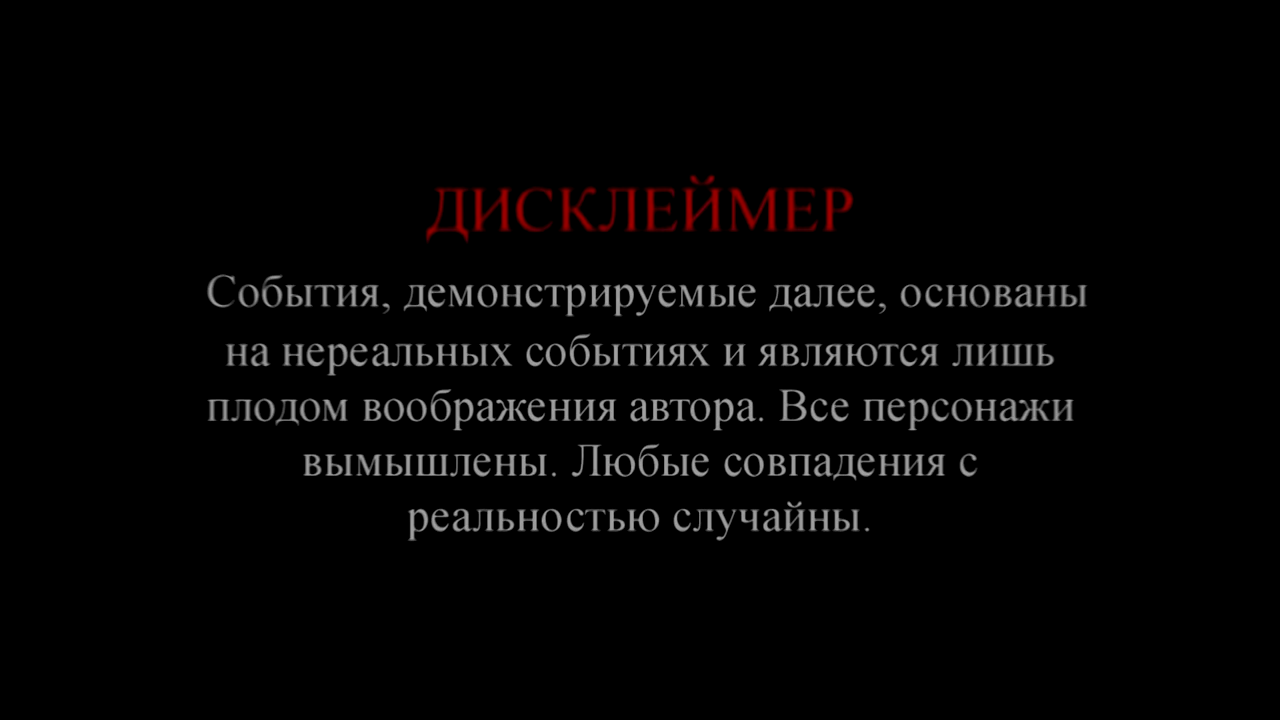 ДИСКЛЕЙМЕР
События, демонстрируемые далее, основаны
на нереальных событиях и являются лишь
плодом воображения автора. Все персонажи
вымышлены. Любые совпадения с
реальностью случайны.